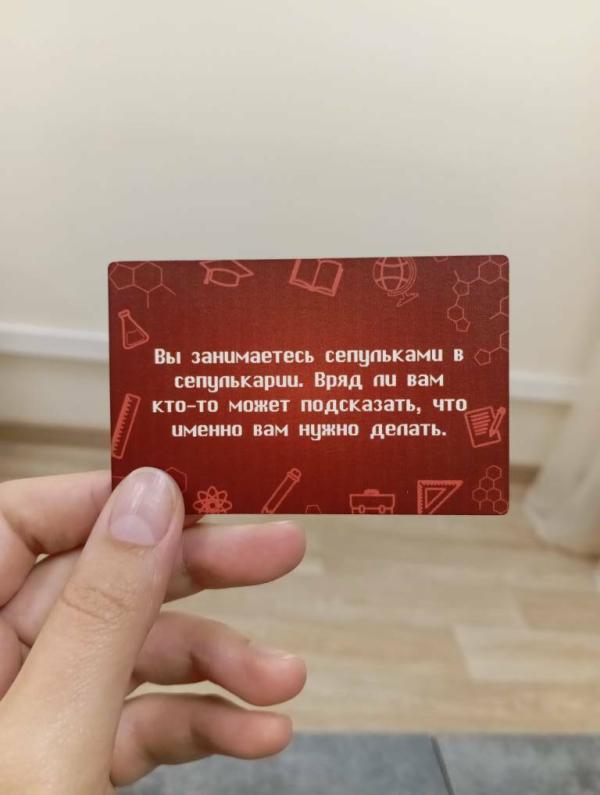 Вы занимаетесь сепульками в
сепулькарии. Вряд ли вам
кто-то может подсказать, что
именно вам нужно делать.